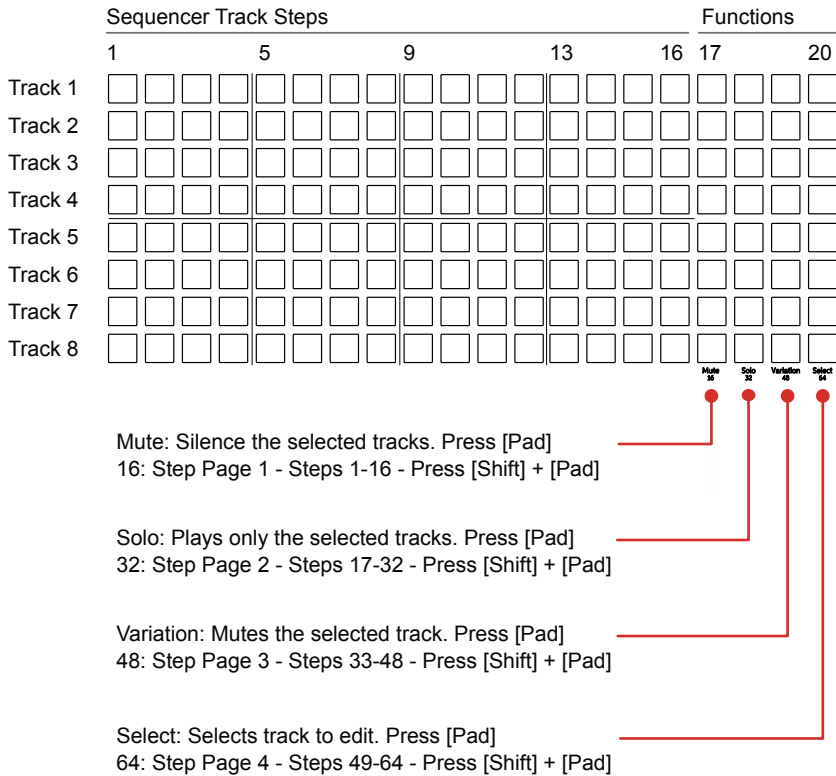 Sequencer Track Steps Functions
1 5 9 13 16 17 20
Track 1
Track 2
Track 3
Track 4
Track 5
Track 6
Track 7
Track 8
Mute Solo Variation Select
16 32 48 64
Mute: Silence the selected tracks. Press [Pad]
16: Step Page 1 - Steps 1-16 - Press [Shift] + [Pad]
Solo: Plays only the selected tracks. Press [Pad]
32: Step Page 2 - Steps 17-32 - Press [Shift] + [Pad]
Variation: Mutes the selected track. Press [Pad]
48: Step Page 3 - Steps 33-48 - Press [Shift] + [Pad]
Select: Selects track to edit. Press [Pad]
64: Step Page 4 - Steps 49-64 - Press [Shift] + [Pad]